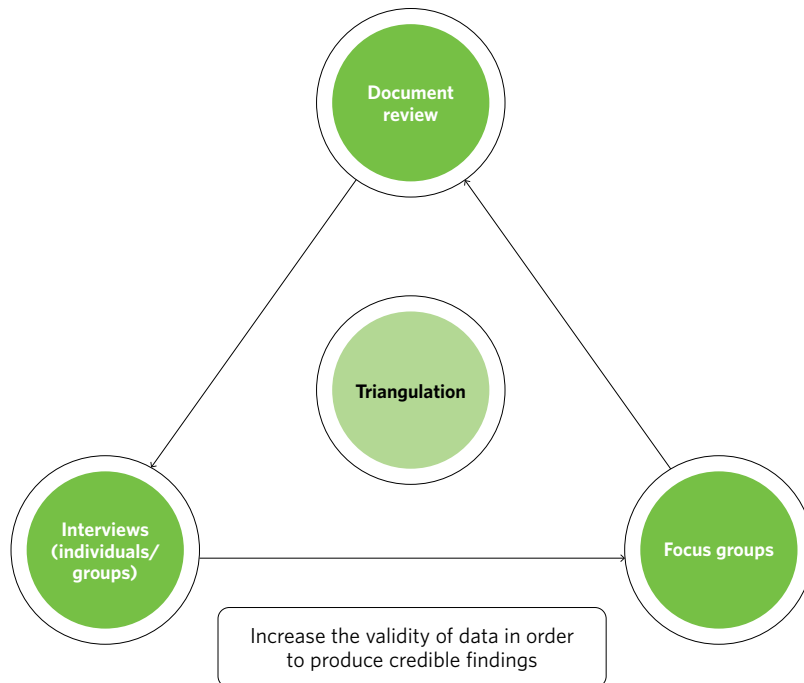 Document
review
Triangulation
Interviews
(individuals/
groups)
Focus groups
Increase the validity of data in order
to produce credible findings